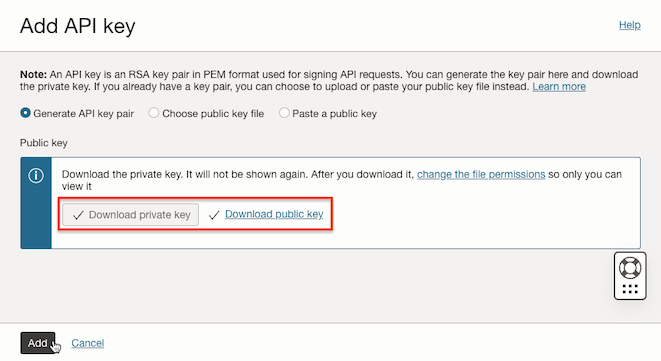 Add API key
Help
Note: An API key is an RSA key pair in PEM format used for signing API requests. You can generate the key pair here and download
the private key. If you already have a key pair, you can choose to upload or paste your public key file instead. Learn more
Generate API key pair
Choose public key file
Paste a public key
Public key
Download the private key. It will not be shown again. After you download it, change the file permissions so only you can
view it
Download private key
Download public key
Add
Cancel